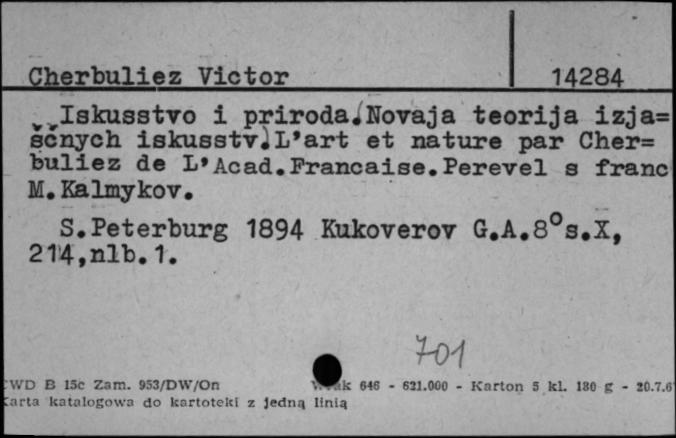 Cherbuliez Victor 14284
Iskusstvo i priroda.(Novaja teorija izja=
ščnych iskusstv).L'art et nature par Cher=
buliez de L'Acad.Francaise.Perevel s franc
M.Kalmykov.
S.Peterburg 1894 Kukoverov G.A.8°s.X,
214,nlb.1.
701
WD B 15c Zam. 953/DW/On 646 - 621.000 - Karton 5 kl. 180 g - 20.7.6
Karta katalogowa do kartoteki z jedną linią